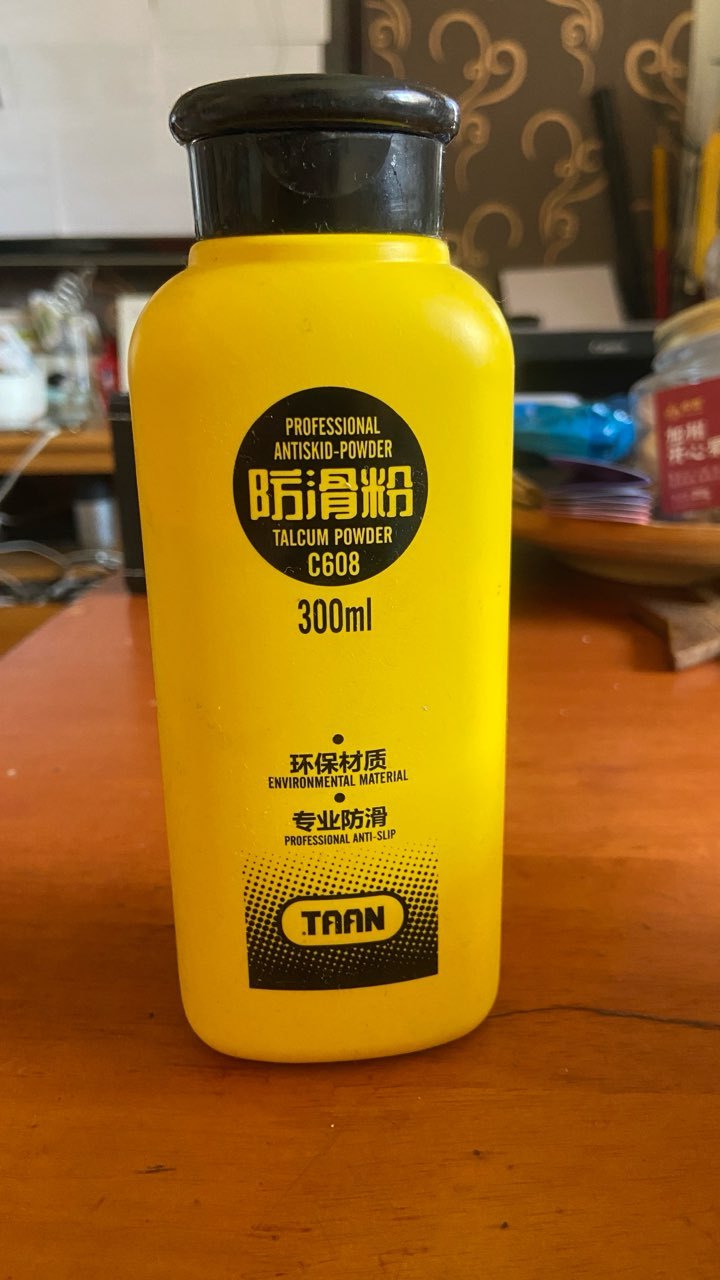 PROFESSIONAL
ANTISKID-POWDER
防滑粉
TALCUM POWDER
C608
300ml
环保材质
ENVIRONMENTAL MATERIAL
专业防滑
PROFESSIONAL ANTI-SLIP
TAAN